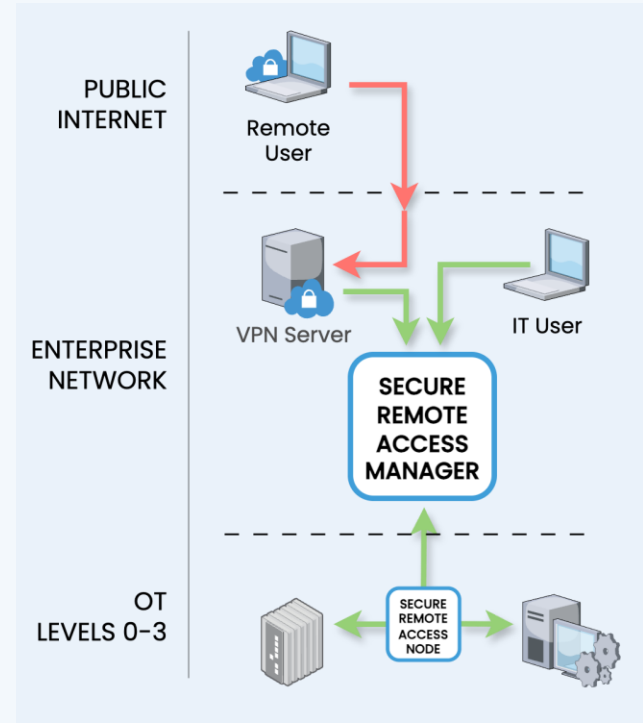 PUBLIC
INTERNET
Remote
User
VPN Server
IT User
ENTERPRISE
NETWORK
SECURE
REMOTE
ACCESS
MANAGER
OT
LEVELS 0-3
SECURE
REMOTE
ACCESS
NODE